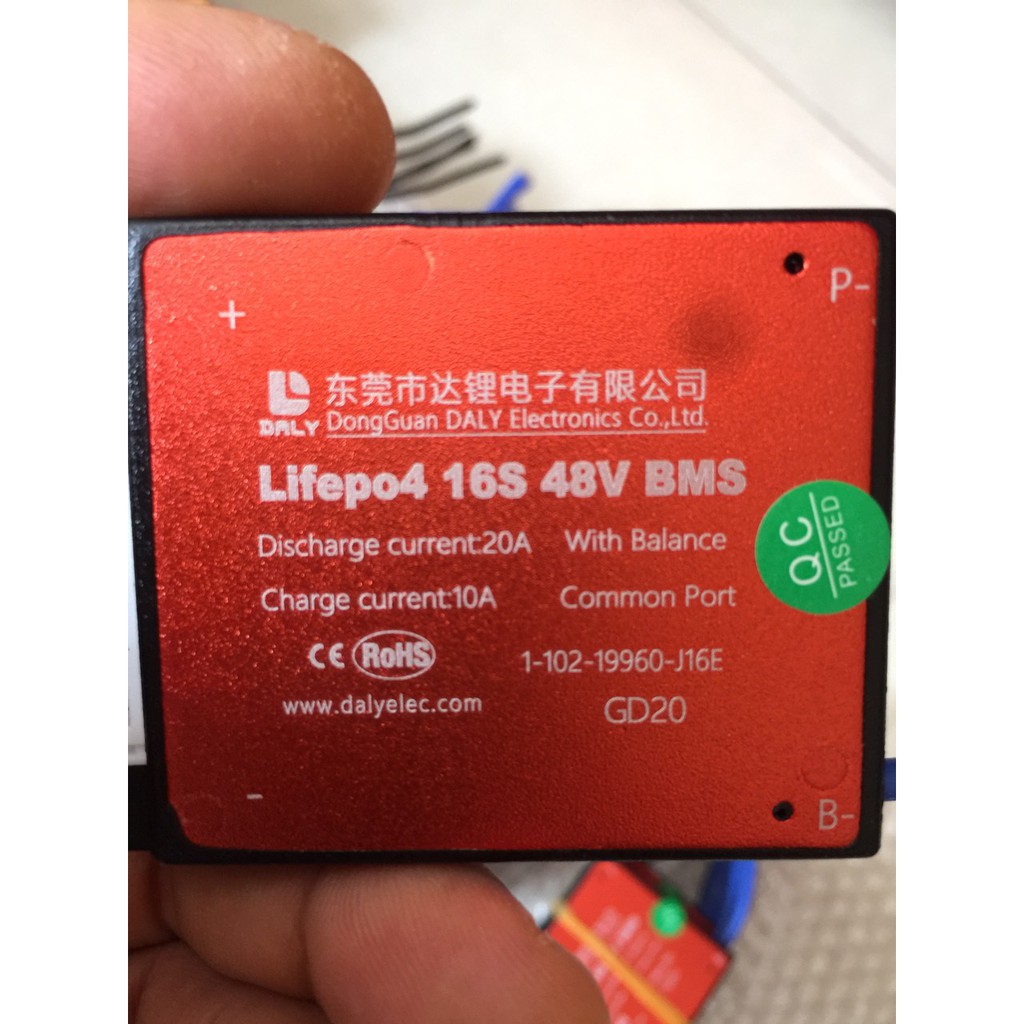 +
P-
东莞市达锂电子有限公司
DALY DongGuan DALY Electronics Co.,Ltd.
Lifepo4 16S 48V BMS
Discharge current:20A With Balance
Charge current:10A Common Port
QC
PASSED
CE RoHS 1-102-19960-J16E
www.dalyelec.com GD20
-
B-